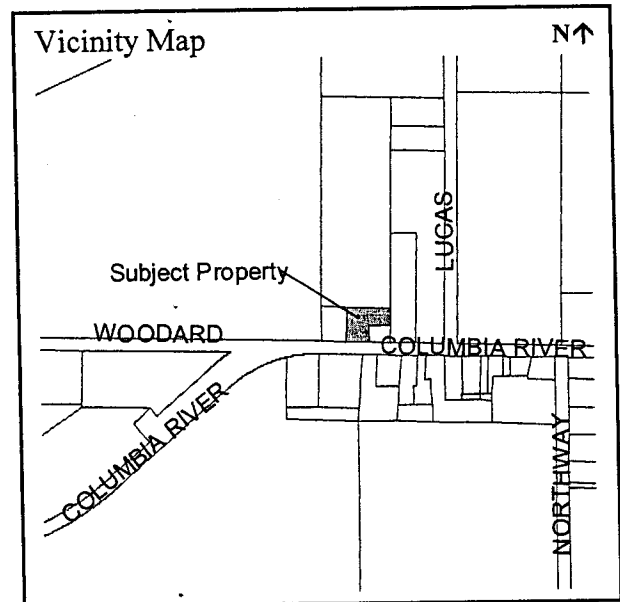 Vicinity Map
N↑
LUCAS
Subject Property
WOODARD
COLUMBIA RIVER
COLUMBIA RIVER
NORTHWAY